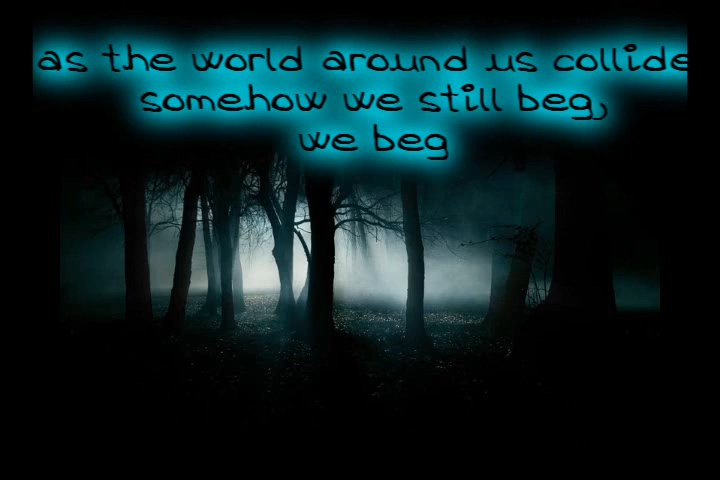 as the world around us collide
somehow we still beg,
we beg